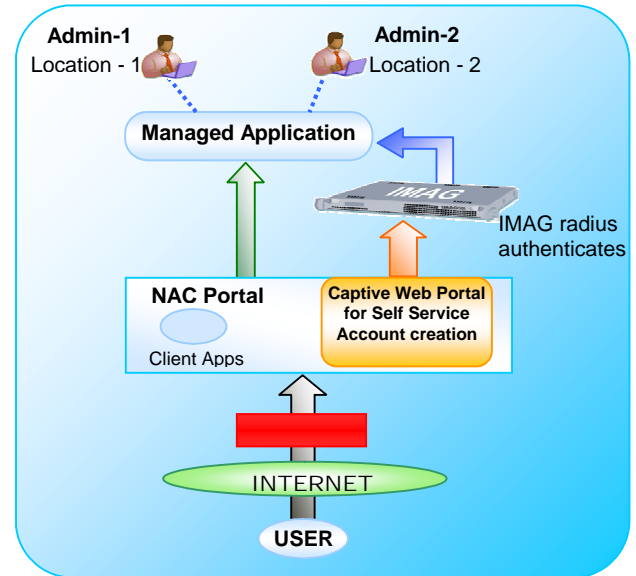 Admin-1
Location - 1
Admin-2
Location - 2
Managed Application
IMAG
IMAG radius
authenticates
NAC Portal
Client Apps
Captive Web Portal
for Self Service
Account creation
INTERNET
USER